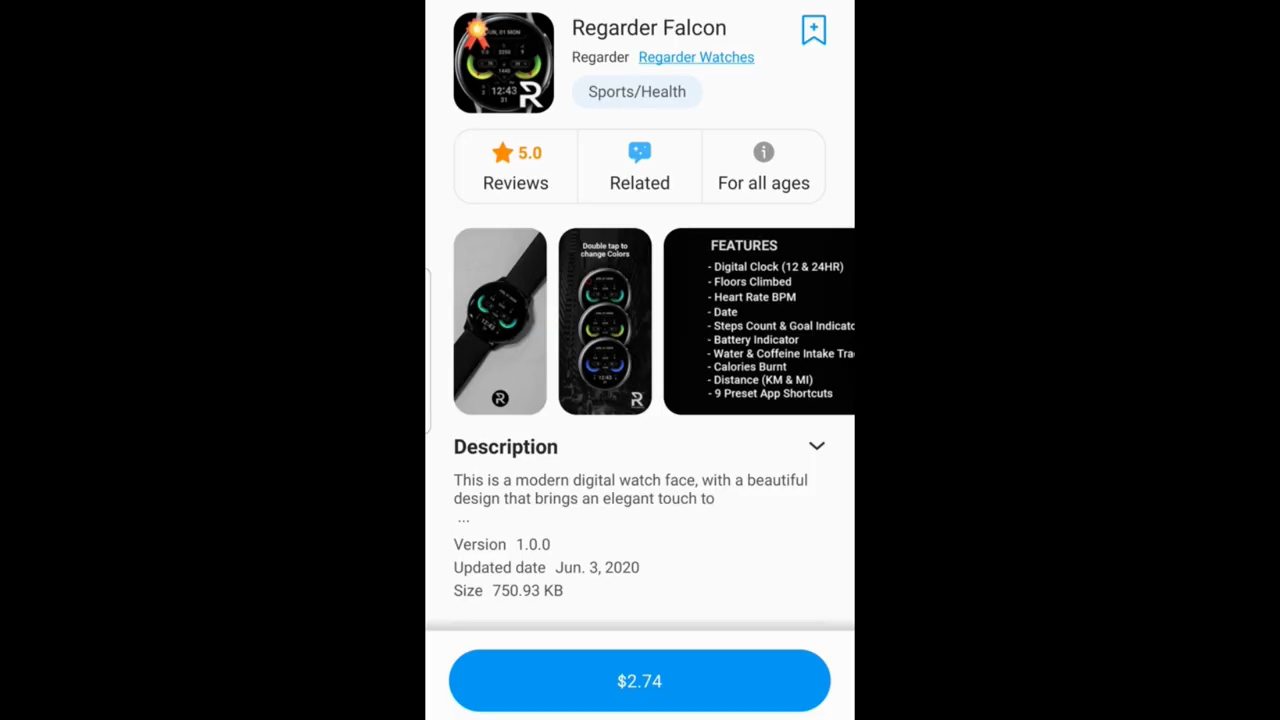 Regarder Falcon
Regarder Regarder Watches
Sports/Health
5.0
Reviews
Related
For all ages
12:43
31
R
Double tap to
change Colors
R
R
FEATURES
- Digital Clock (12 & 24HR)
- Floors Climbed
- Heart Rate BPM
- Date
- Steps Count & Goal Indicato
- Battery Indicator
- Water & Coffeine Intake Tra
- Calories Burnt
- Distance (KM & MI)
- 9 Preset App Shortcuts
Description
This is a modern digital watch face, with a beautiful
design that brings an elegant touch to
...
Version 1.0.0
Updated date Jun. 3, 2020
Size 750.93 KB
$2.74